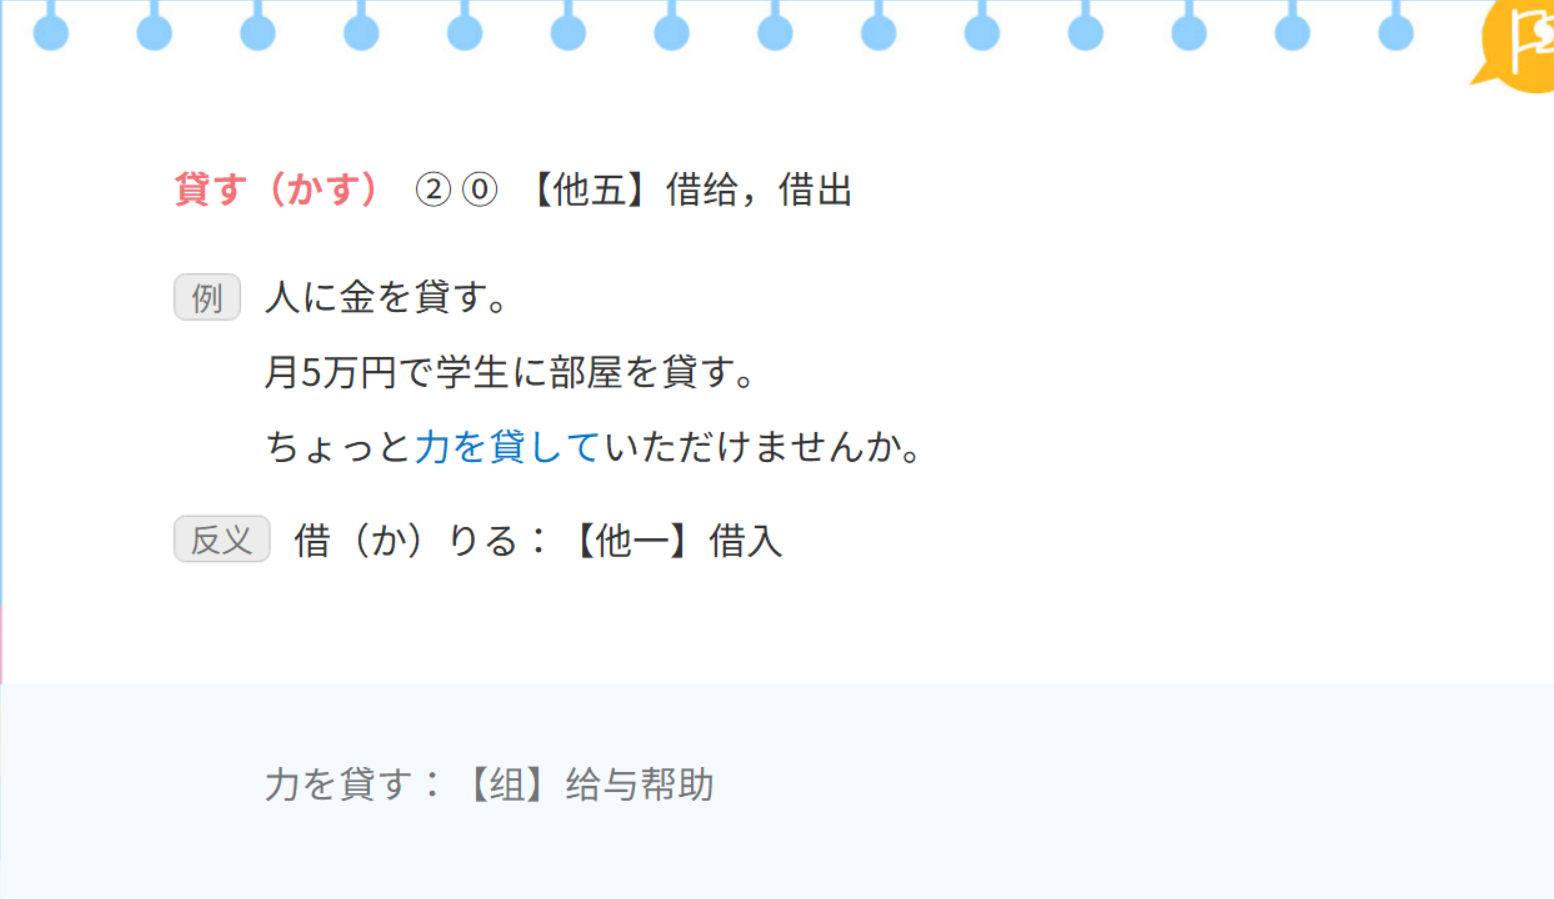 貸す（かす） ②⓪ 【他五】借给，借出
例 人に金を貸す。
月5万円で学生に部屋を貸す。
ちょっと力を貸していただけませんか。
反义 借（か）りる：【他一】借入
力を貸す：【组】给与帮助